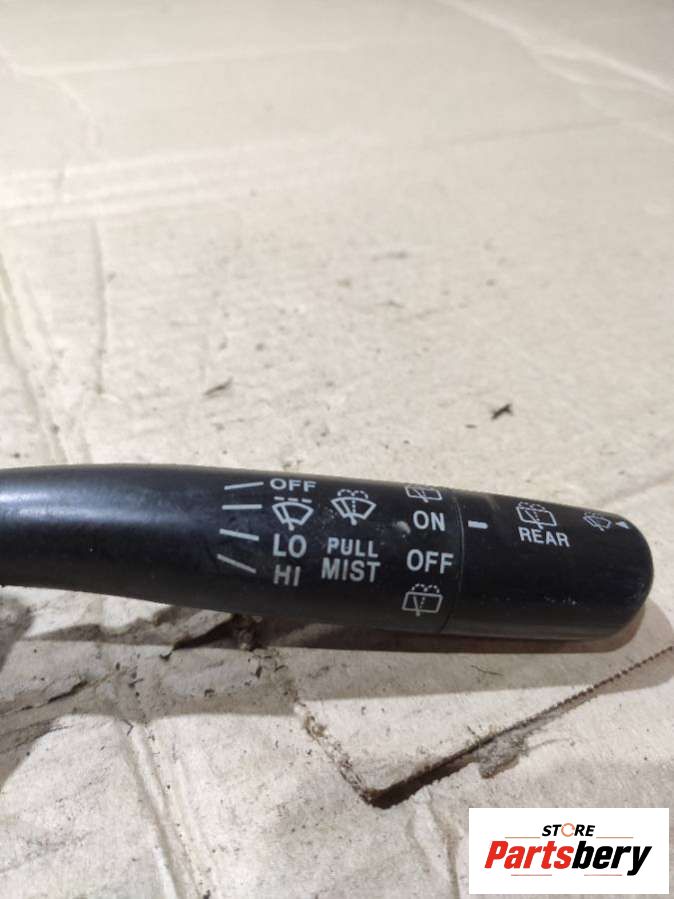 OFF
LO
HI
PULL
MIST
ON
OFF
REAR
STORE
Partsbery